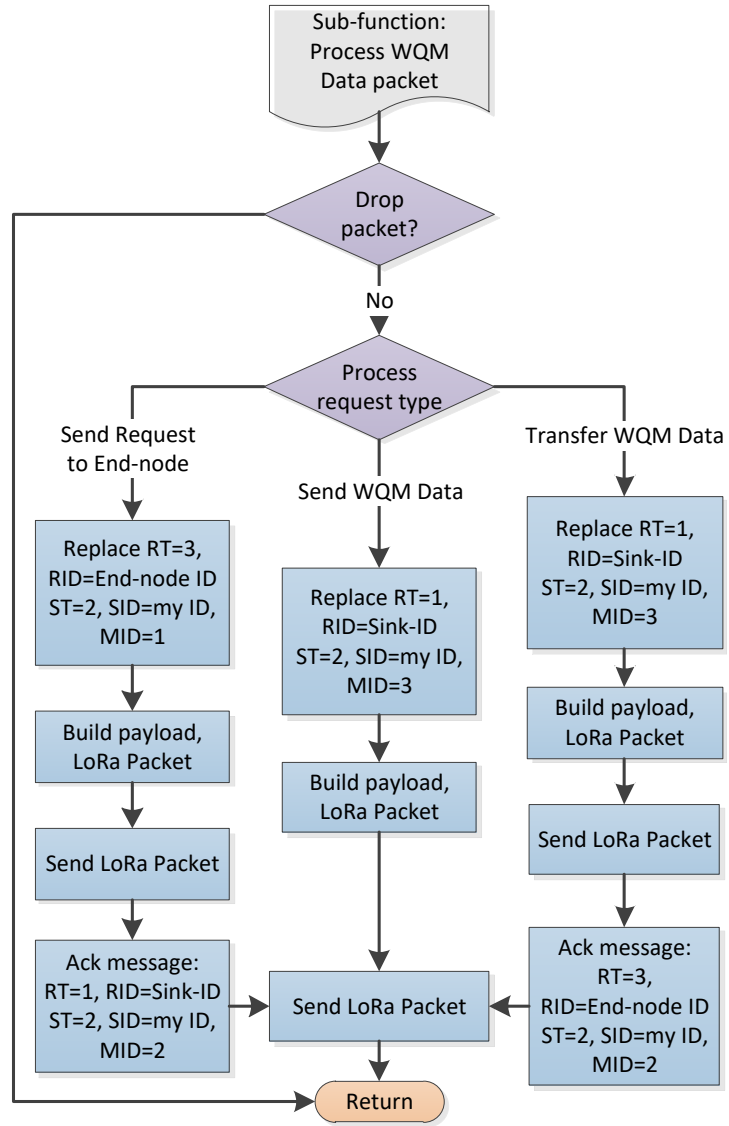 Sub-function:
Process WQM
Data packet
Drop
packet?
No
Process
request type
Send Request
to End-node
Replace RT=3,
RID=End-node ID
ST=2, SID=my ID,
MID=1
Build payload,
LoRa Packet
Send LoRa Packet
Ack message:
RT=1, RID=Sink-ID
ST=2, SID=my ID,
MID=2
Send WQM Data
Replace RT=1,
RID=Sink-ID
ST=2, SID=my ID,
MID=3
Build payload,
LoRa Packet
Transfer WQM Data
Replace RT=1,
RID=Sink-ID
ST=2, SID=my ID,
MID=3
Build payload,
LoRa Packet
Send LoRa Packet
Ack message:
RT=3,
RID=End-node ID
ST=2, SID=my ID,
MID=2
Send LoRa Packet
Return